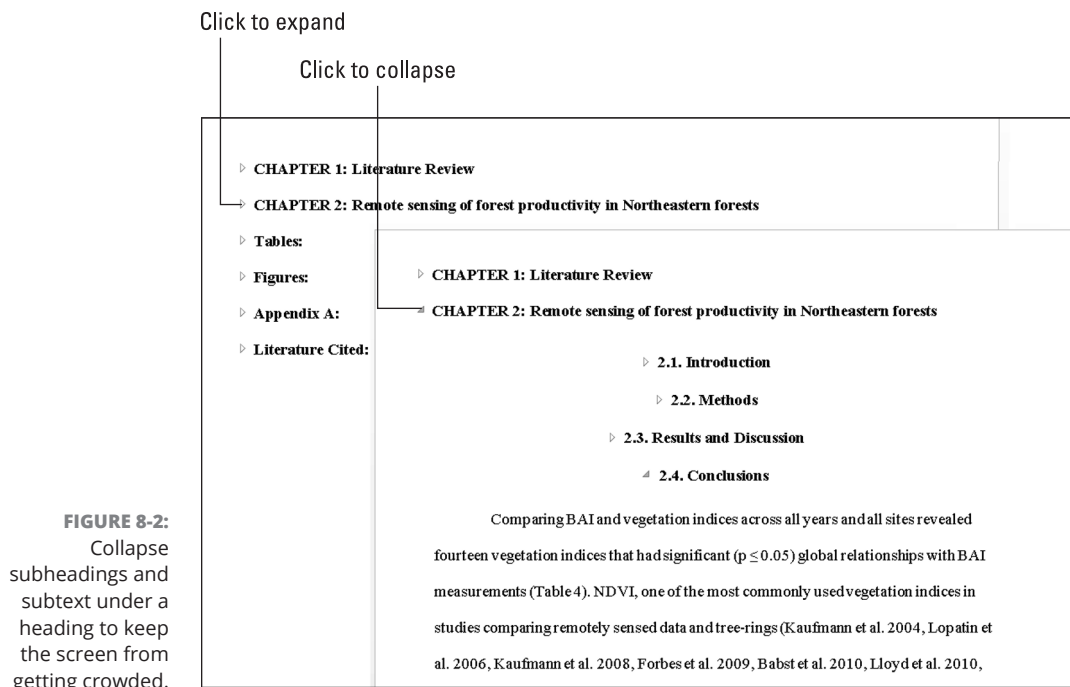 Click to expand
Click to collapse
CHAPTER 1: Literature Review
CHAPTER 2: Remote sensing of forest productivity in Northeastern forests
Tables:
Figures:
Appendix A:
Literature Cited:
CHAPTER 1: Literature Review
CHAPTER 2: Remote sensing of forest productivity in Northeastern forests
2.1. Introduction
2.2. Methods
2.3. Results and Discussion
2.4. Conclusions
Comparing BAI and vegetation indices across all years and all sites revealed
fourteen vegetation indices that had significant (p ≤ 0.05) global relationships with BAI
measurements (Table 4). NDVI, one of the most commonly used vegetation indices in
studies comparing remotely sensed data and tree-rings (Kaufmann et al. 2004, Lopatin et
al. 2006, Kaufmann et al. 2008, Forbes et al. 2009, Babst et al. 2010, Lloyd et al. 2010,
FIGURE 8-2:
Collapse
subheadings and
subtext under a
heading to keep
the screen from
getting crowded.